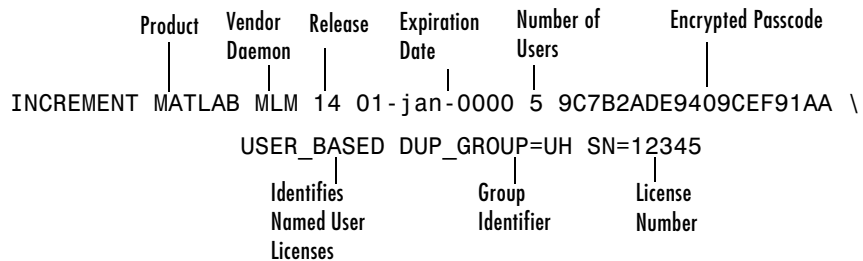 Product Vendor Release Expiration Number of Encrypted Passcode
Daemon Date Users
INCREMENT MATLAB MLM 14 01-jan-0000 5 9C7B2ADE9409CEF91AA \
USER_BASED DUP_GROUP=UH SN=12345
Identifies Group License
Named User Identifier Number
Licenses